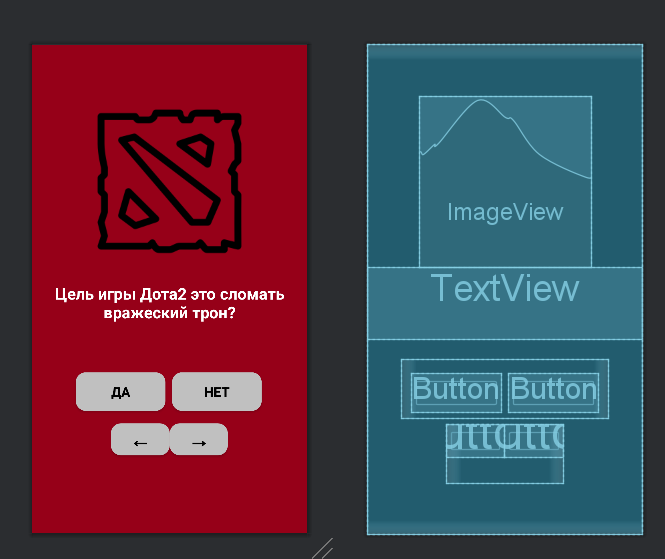 Цель игры Дота2 это сломать
вражеский трон?
ДА НЕТ
← →
ImageView
TextView
Button Button